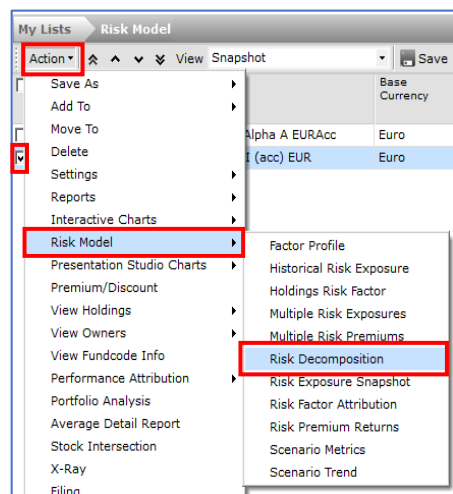 My Lists Risk Model
Action View Snapshot Save
Base
Currency
Save As
Add To
Move To
Alpha A EURAcc Euro
Delete
I (acc) EUR Euro
Settings
Reports
Interactive Charts
Risk Model
Factor Profile
Presentation Studio Charts
Historical Risk Exposure
Premium/Discount
Holdings Risk Factor
View Holdings
Multiple Risk Exposures
View Owners
Multiple Risk Premiums
View Fundcode Info
Risk Decomposition
Performance Attribution
Risk Exposure Snapshot
Portfolio Analysis
Risk Factor Attribution
Average Detail Report
Risk Premium Returns
Stock Intersection
Scenario Metrics
X-Ray
Scenario Trend
Filing